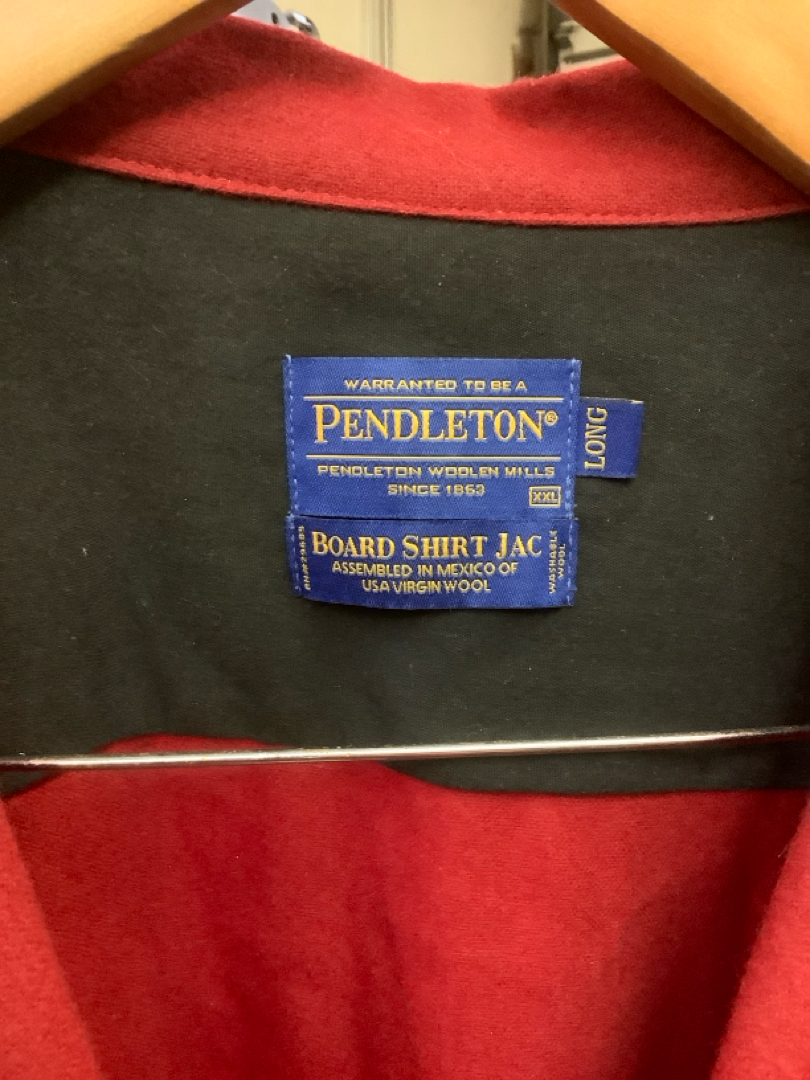 WARRANTED TO BE A
PENDLETON®
PENDLETON WOOLEN MILLS
SINCE 1863
XXL
LONG
BOARD SHIRT JAC
ASSEMBLED IN MEXICO OF
USA VIRGIN WOOL
WASHABLE
WOOL